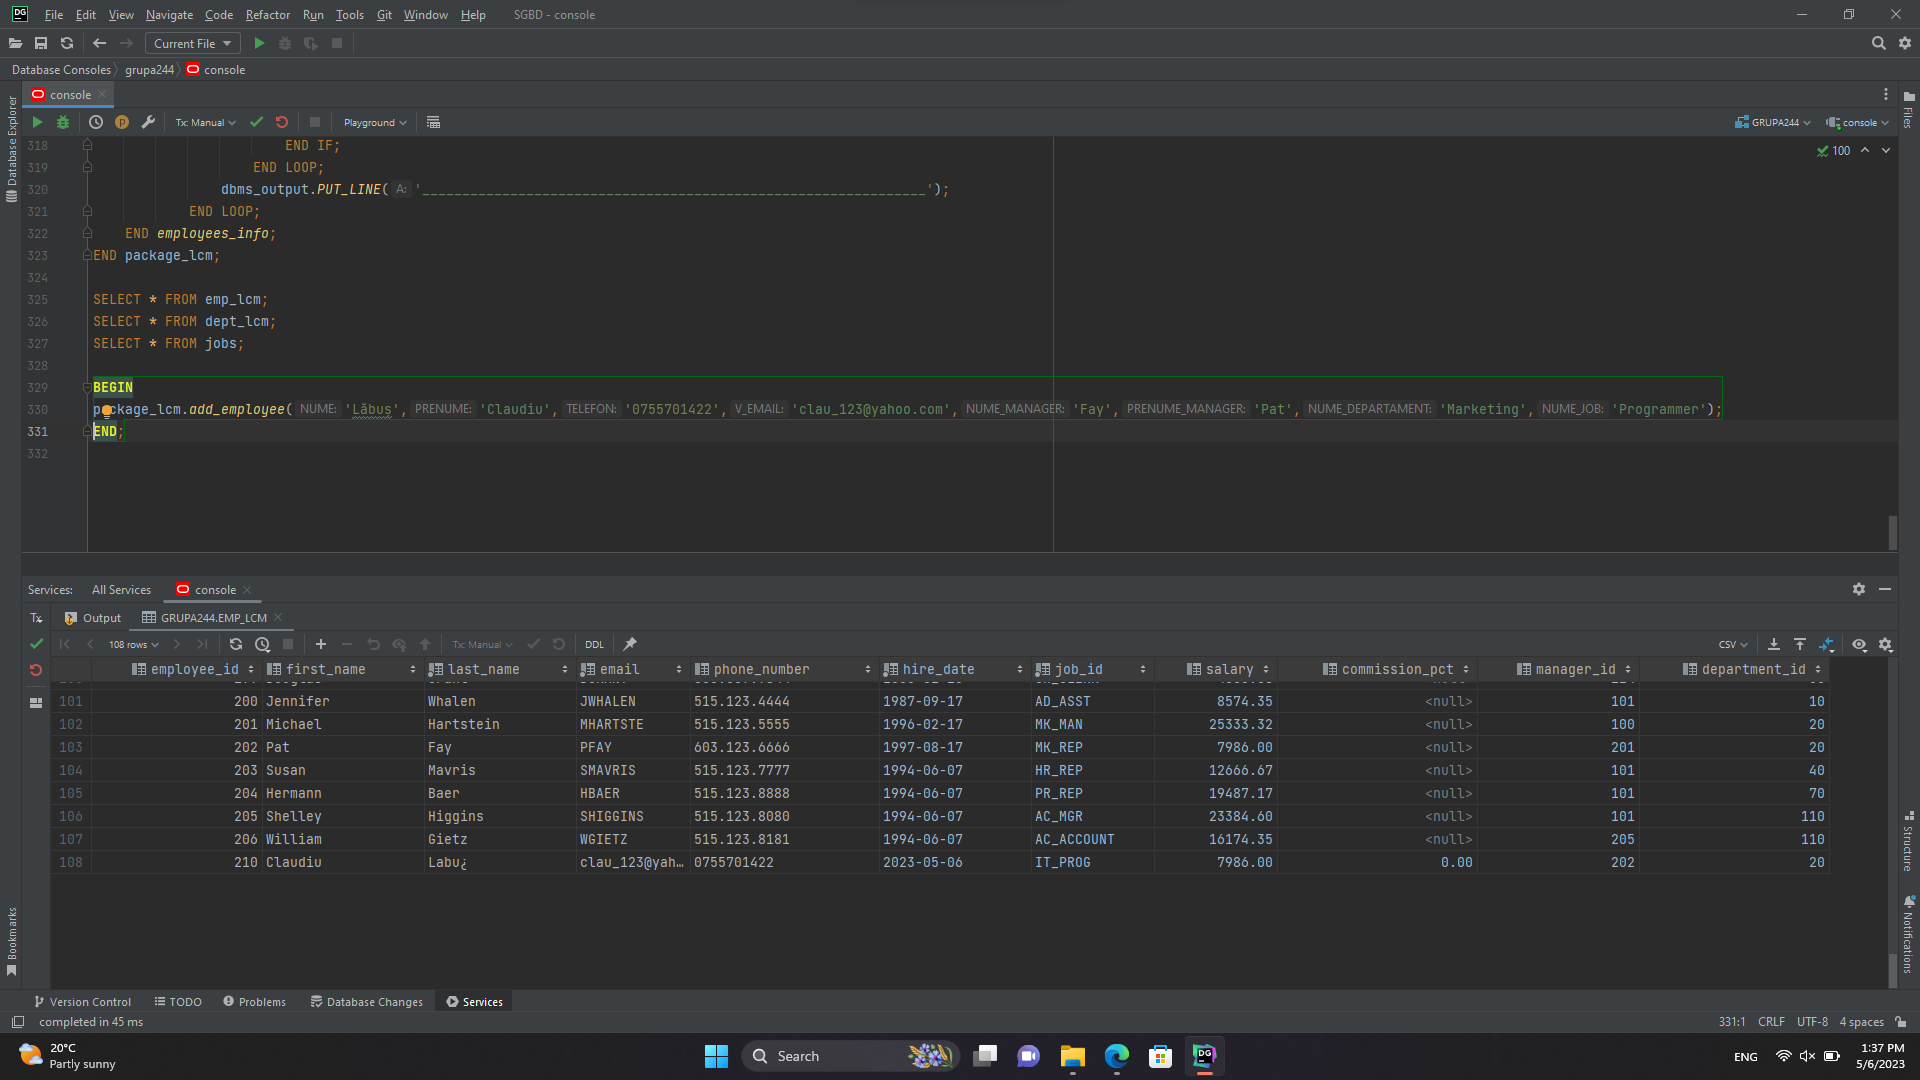 File Edit View Navigate Code Refactor Run Tools Git Window Help SGBD - console
Current File
Database Consoles grupa244 console
console
Tx: Manual Playground GRUPA244 console
Database Explorer
Files
318 END IF;
319 END LOOP;
320 dbms_output.PUT_LINE( A: '_______________________________________________________________');
321 END LOOP;
322 END employees_info;
323 END package_lcm;
324
325 SELECT * FROM emp_lcm;
326 SELECT * FROM dept_lcm;
327 SELECT * FROM jobs;
328
329 BEGIN
330 package_lcm.add_employee( NUME: 'Lăbuș', PRENUME: 'Claudiu', TELEFON: '0755701422', V_EMAIL: 'clau_123@yahoo.com', NUME_MANAGER: 'Fay', PRENUME_MANAGER: 'Pat', NUME_DEPARTAMENT: 'Marketing', NUME_JOB: 'Programmer');
331 END;
332
100
Services: All Services console
Tx Output GRUPA244.EMP_LCM
108 rows Tx: Manual DDL CSV
employee_id first_name last_name email phone_number hire_date job_id salary commission_pct manager_id department_id
101 200 Jennifer Whalen JWHALEN 515.123.4444 1987-09-17 AD_ASST 8574.35 <null> 101 10
102 201 Michael Hartstein MHARTSTE 515.123.5555 1996-02-17 MK_MAN 25333.32 <null> 100 20
103 202 Pat Fay PFAY 603.123.6666 1997-08-17 MK_REP 7986.00 <null> 201 20
104 203 Susan Mavris SMAVRIS 515.123.7777 1994-06-07 HR_REP 12666.67 <null> 101 40
105 204 Hermann Baer HBAER 515.123.8888 1994-06-07 PR_REP 19487.17 <null> 101 70
106 205 Shelley Higgins SHIGGINS 515.123.8080 1994-06-07 AC_MGR 23384.60 <null> 101 110
107 206 William Gietz WGIETZ 515.123.8181 1994-06-07 AC_ACCOUNT 16174.35 <null> 205 110
108 210 Claudiu Labu¿ clau_123@yah… 0755701422 2023-05-06 IT_PROG 7986.00 0.00 202 20
Structure
Notifications
Bookmarks
Version Control TODO Problems Database Changes Services
completed in 45 ms 331:1 CRLF UTF-8 4 spaces
20°C
Partly sunny
Search
ENG
1:37 PM
5/6/2023